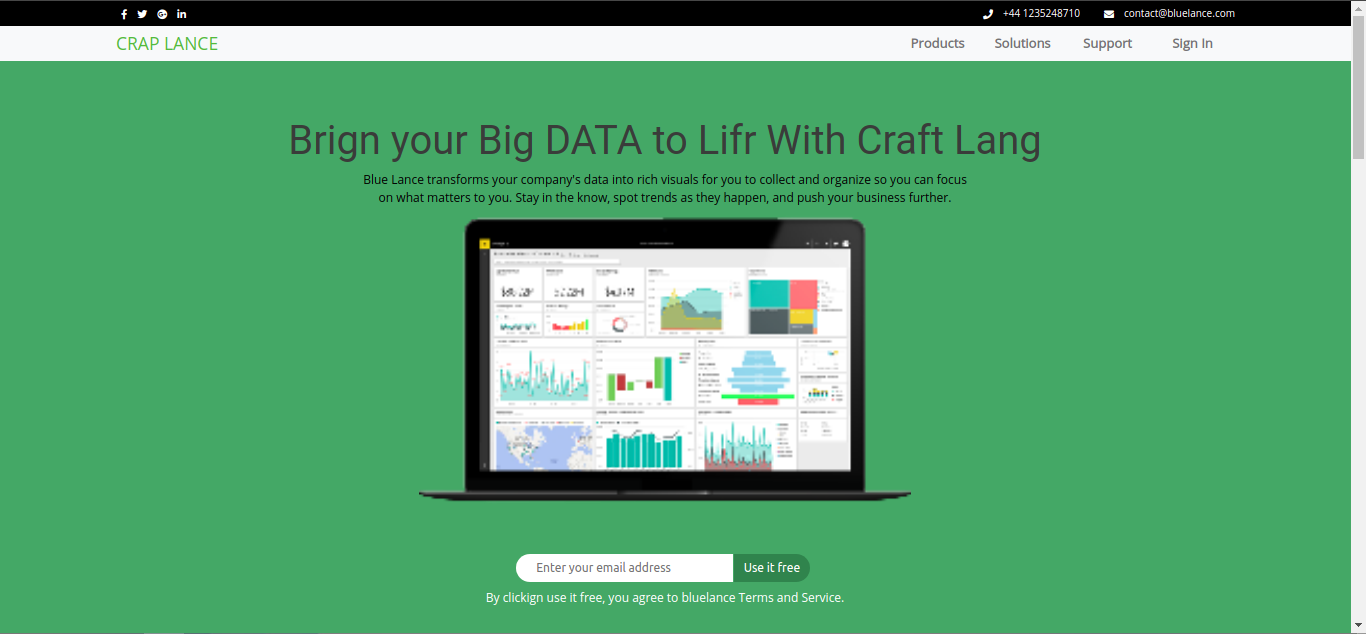 +44 1235248710
contact@bluelance.com
CRAP LANCE
Products
Solutions
Support
Sign In
Brign your Big DATA to Lifr With Craft Lang
Blue Lance transforms your company's data into rich visuals for you to collect and organize so you can focus
on what matters to you. Stay in the know, spot trends as they happen, and push your business further.
Enter your email address
Use it free
By clickign use it free, you agree to bluelance Terms and Service.